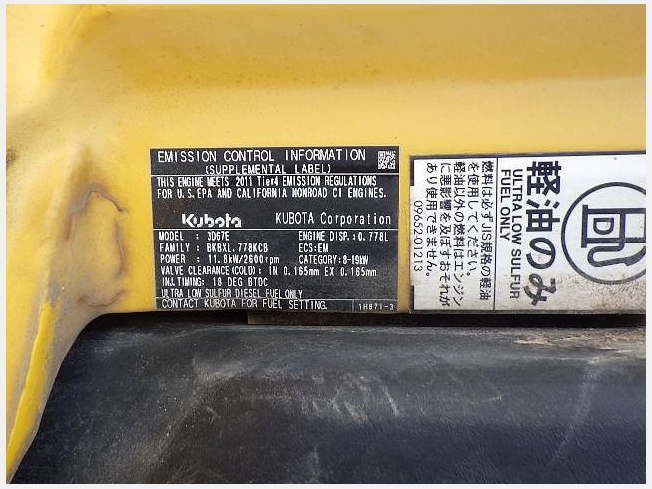 EMISSION CONTROL INFORMATION
(SUPPLEMENTAL LABEL)
THIS ENGINE MEETS 2011 Tier4 EMISSION REGULATIONS
FOR U.S.EPA AND CALIFORNIA NONROAD CI ENGINES.
Kubota KUBOTA Corporation
MODEL : 3D67E ENGINE DISP.:0.778L
FAMILY : BKBXL.778KCB ECS:EM
POWER : 11.8kW/2600rpm CATEGORY:8-19kW
VALVE CLEARANCE(COLD): IN 0.165mm EX 0.165mm
INJ.TIMING: 18 DEG BTDC
ULTRA LOW SULFUR DIESEL FUEL ONLY
CONTACT KUBOTA FOR FUEL SETTING.
1H871-3
軽油のみ
ULTRA LOW SULFUR
FUEL ONLY
燃料は必ずJIS規格の軽油
を使用してください。
軽油以外の燃料はエンジン
に悪影響を及ぼすおそれが
あり使用できません。
09652-01213